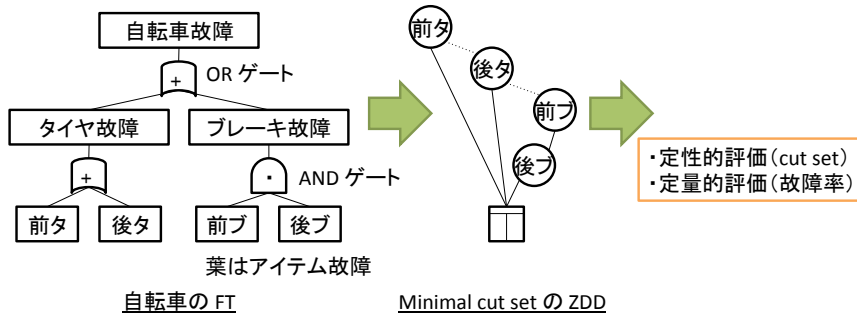 自転車故障
+
OR ゲート
タイヤ故障
ブレーキ故障
+
・
AND ゲート
前タ
後タ
前ブ
後ブ
葉はアイテム故障
自転車の FT
前タ
後タ
前ブ
後ブ
Minimal cut set の ZDD
・定性的評価（cut set）
・定量的評価（故障率）